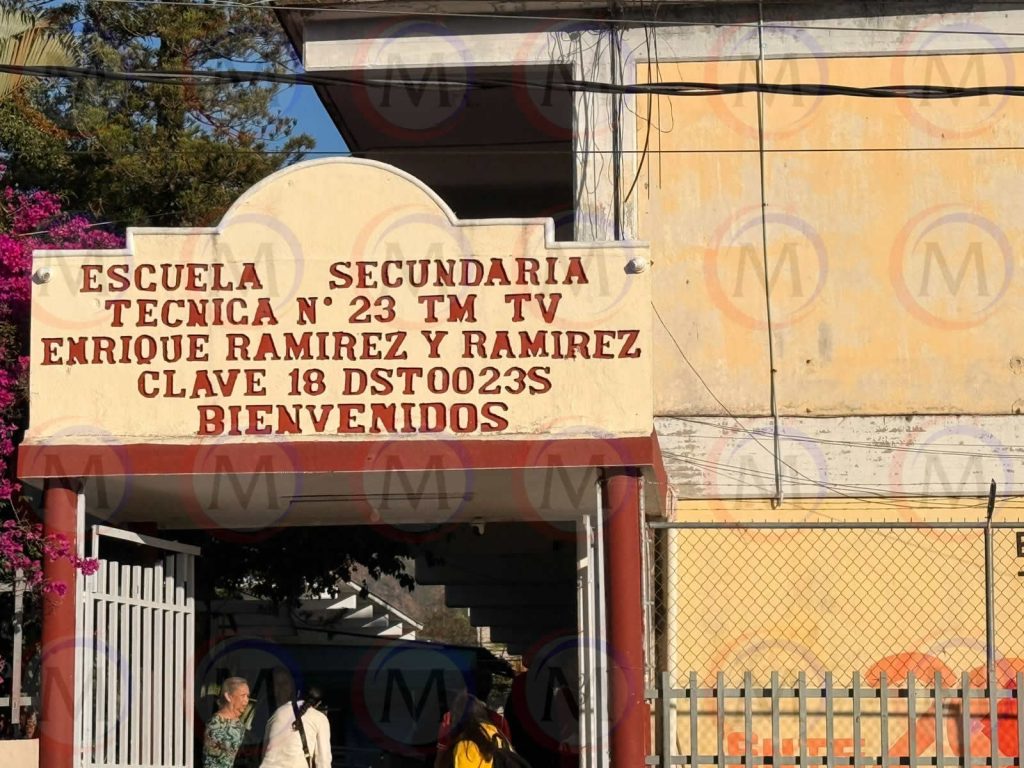 ESCUELA SECUNDARIA
TECNICA N° 23 TM TV
ENRIQUE RAMIREZ Y RAMIREZ
CLAVE 18 DST0023S
BIENVENIDOS